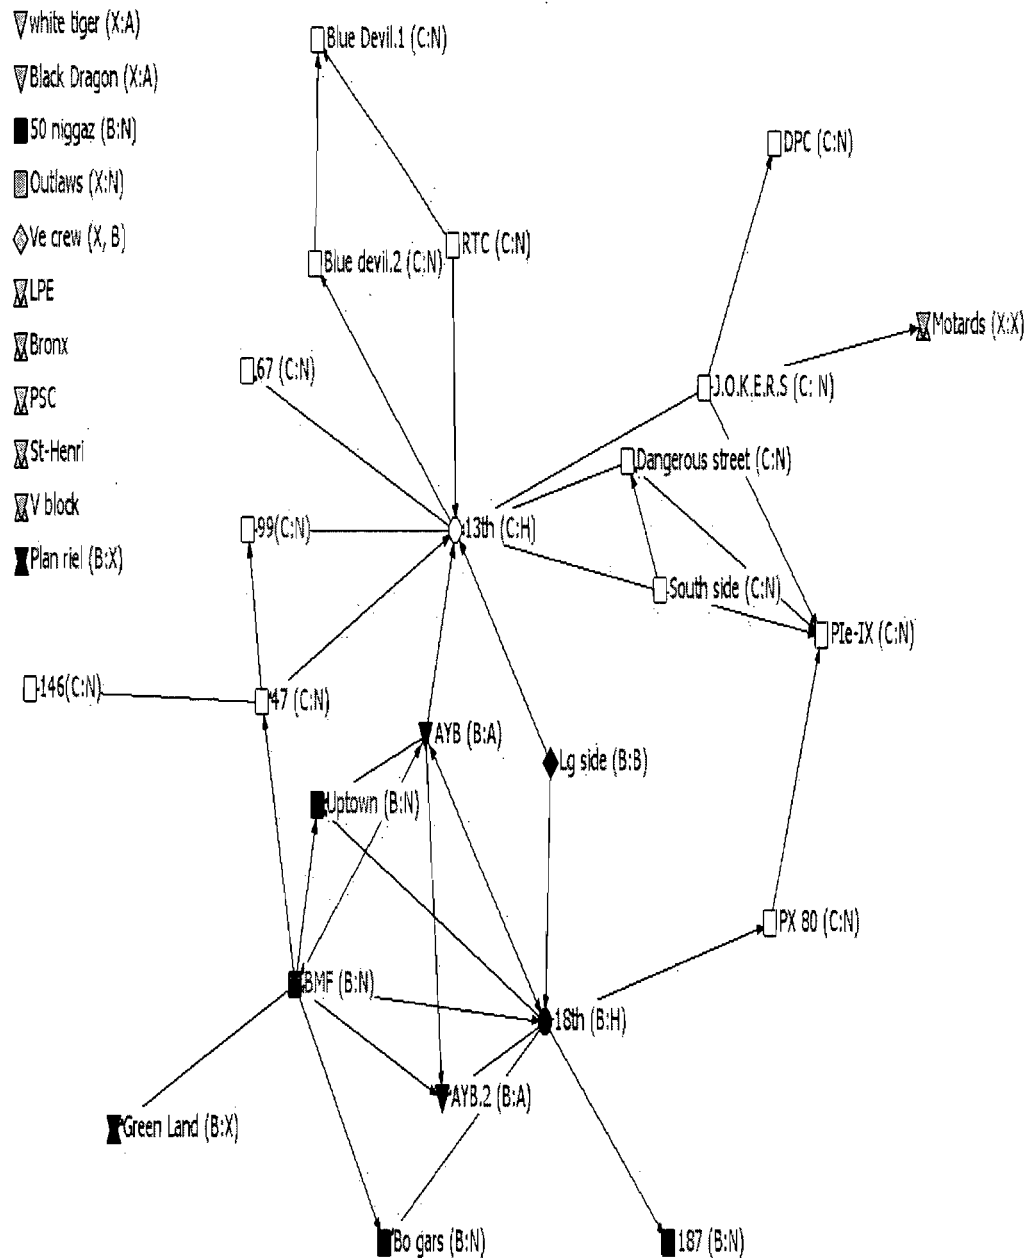 white tiger (X:A)
Black Dragon (X:A)
50 niggaz (B:N)
Outlaws (X:N)
Ve crew (X, B)
LPE
Bronx
PSC
St-Henri
V block
Plan riel (B:X)
Blue Devil.1 (C:N)
DPC (C:N)
RTC (C:N)
Blue devil.2 (C:N)
Motards (X:X)
67 (C:N)
J.O.K.E.R.S (C: N)
Dangerous street (C:N)
99(C:N)
13th (C:H)
South side (C:N)
PIe-IX (C:N)
146(C:N)
47 (C:N)
AYB (B:A)
Lg side (B:B)
Uptown (B:N)
PX 80 (C:N)
BMF (B:N)
18th (B:H)
AYB.2 (B:A)
Green Land (B:X)
Bo gars (B:N)
187 (B:N)